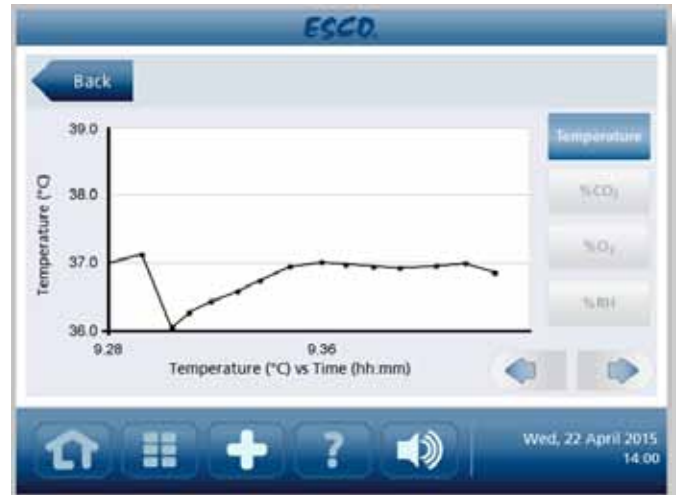 ESCO.
Back
Temperature
%CO₂
%O₂
%RH
Temperature (°C)
39.0
38.0
37.0
36.0
9.28
9.36
Temperature (°C) vs Time (hh.mm)
?
Wed, 22 April 2015
14.00